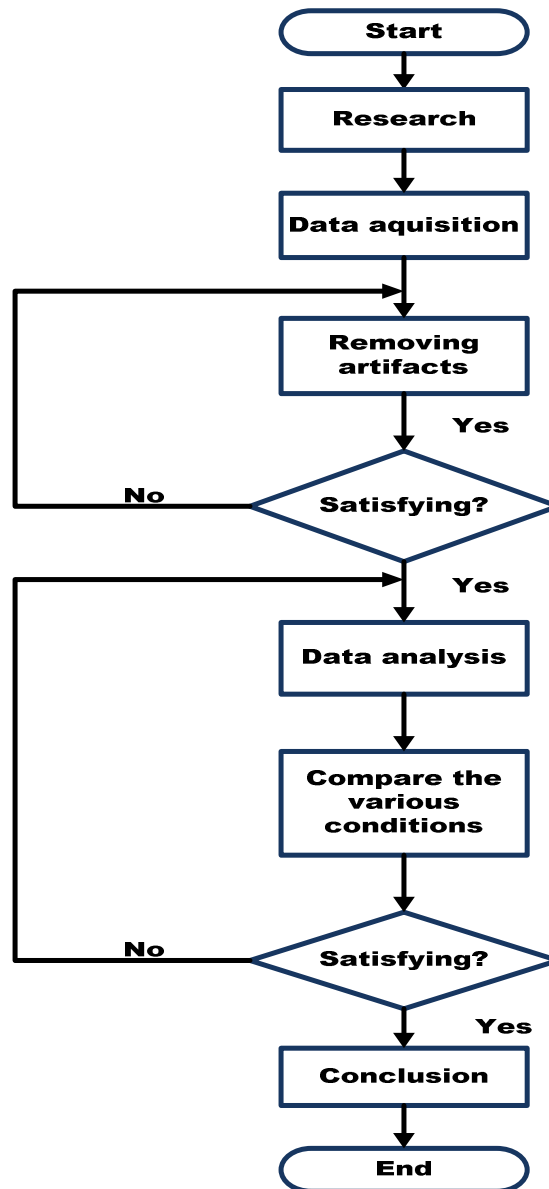 Start
Research
Data aquisition
Removing
artifacts
Yes
No
Satisfying?
Yes
Data analysis
Compare the
various
conditions
No
Satisfying?
Yes
Conclusion
End